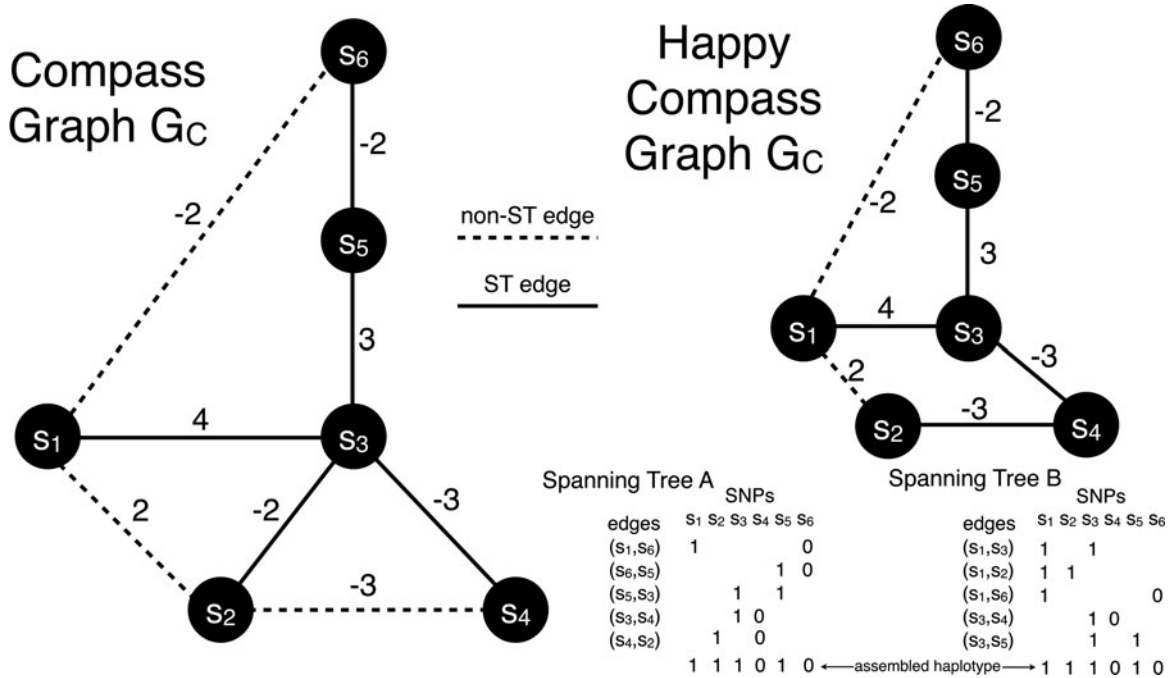 Compass
Graph GC
s6
-2
-2
s5
3
s1
4
s3
2
-2
-3
s2
-3
s4
non-ST edge
ST edge
Happy
Compass
Graph GC
s6
-2
-2
s5
3
s1
4
s3
2
-3
s2
-3
s4
Spanning Tree A
SNPs
edges s1 s2 s3 s4 s5 s6
(s1,s6) 1 0
(s6,s5) 1 0
(s5,s3) 1 1
(s3,s4) 1 0
(s4,s2) 1 0
1 1 1 0 1 0
assembled haplotype
Spanning Tree B
SNPs
edges s1 s2 s3 s4 s5 s6
(s1,s3) 1 1
(s1,s2) 1 1
(s1,s6) 1 0
(s3,s4) 1 0
(s3,s5) 1 1
1 1 1 0 1 0